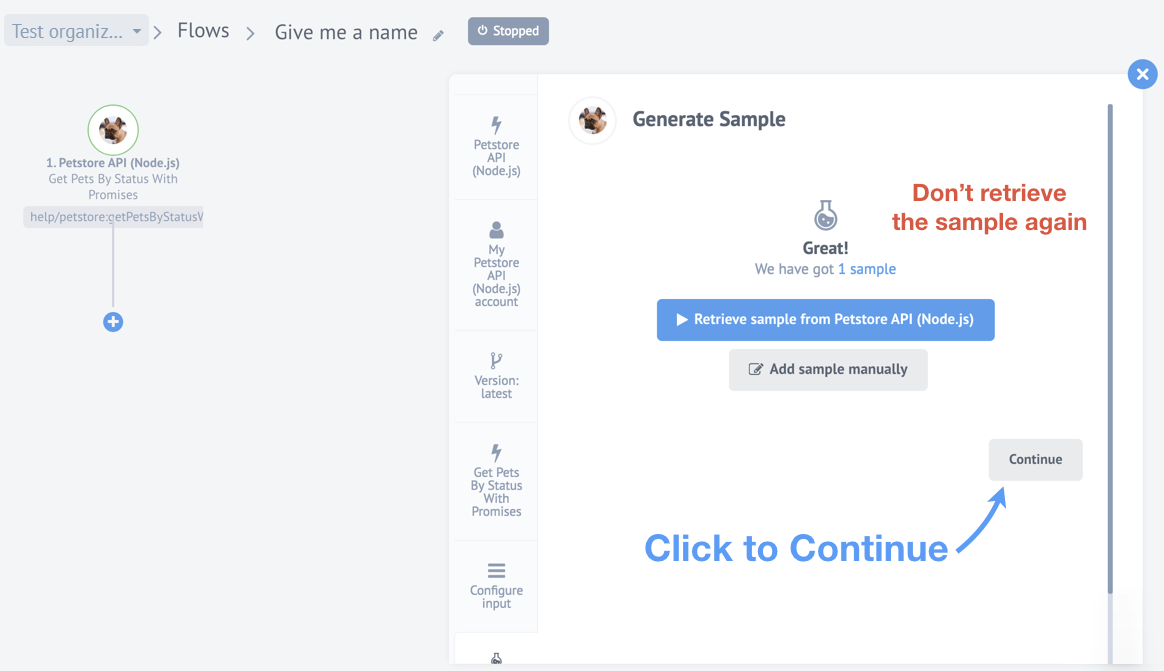 Test organiz...
Flows
Give me a name
Stopped
1. Petstore API (Node.js)
Get Pets By Status With
Promises
help/petstore:getPetsByStatusW
Petstore
API
(Node.js)
My
Petstore
API
(Node.js)
account
Version:
latest
Get Pets
By Status
With
Promises
Configure
input
Generate Sample
Don’t retrieve
the sample again
Great!
We have got 1 sample
Retrieve sample from Petstore API (Node.js)
Add sample manually
Continue
Click to Continue